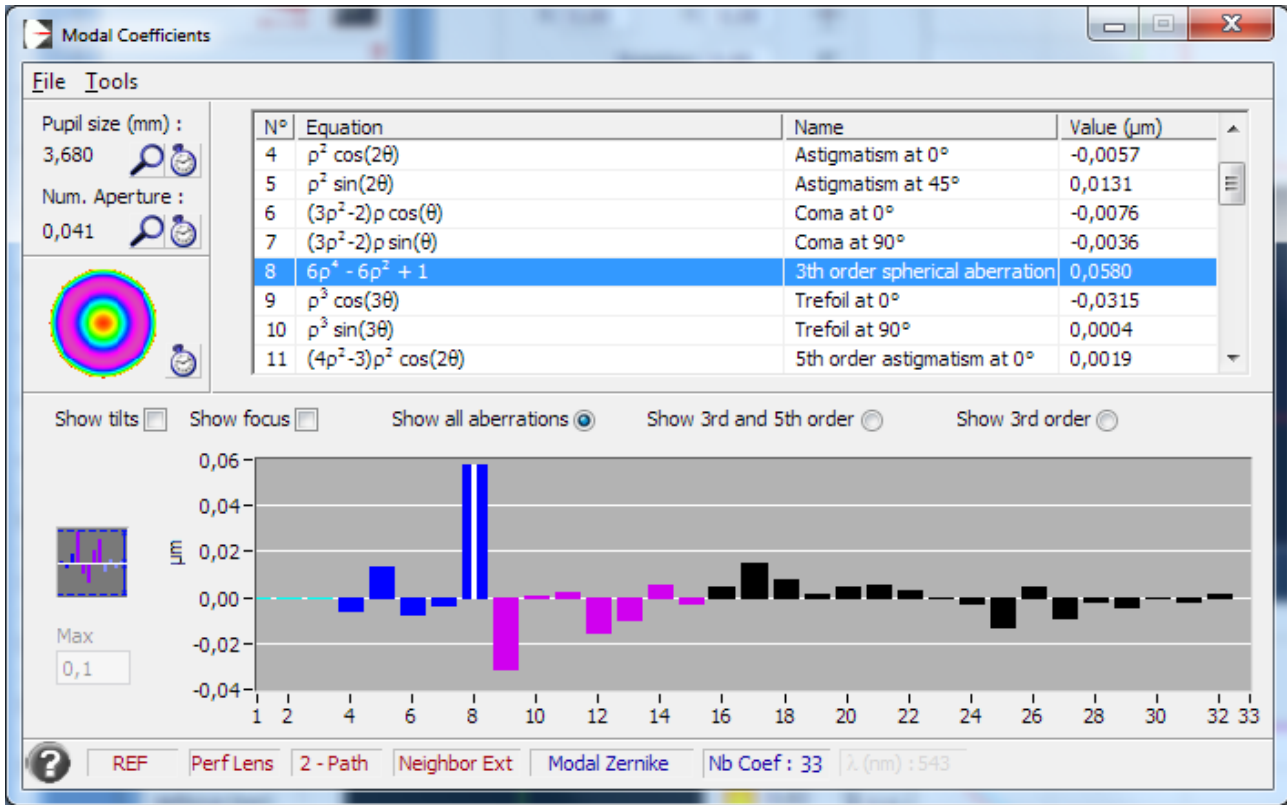 Modal Coefficients
File Tools
Pupil size (mm) :
3,680
Num. Aperture :
0,041
N° Equation Name Value (µm)
4 ρ² cos(2θ) Astigmatism at 0° -0,0057
5 ρ² sin(2θ) Astigmatism at 45° 0,0131
6 (3ρ²-2)ρ cos(θ) Coma at 0° -0,0076
7 (3ρ²-2)ρ sin(θ) Coma at 90° -0,0036
8 6ρ⁴ - 6ρ² + 1 3th order spherical aberration 0,0580
9 ρ³ cos(3θ) Trefoil at 0° -0,0315
10 ρ³ sin(3θ) Trefoil at 90° 0,0004
11 (4ρ²-3)ρ² cos(2θ) 5th order astigmatism at 0° 0,0019
Show tilts Show focus Show all aberrations Show 3rd and 5th order Show 3rd order
0,06
0,04
0,02
0,00
-0,02
-0,04
µm
Max
0,1
1 2 4 6 8 10 12 14 16 18 20 22 24 26 28 30 32 33
? REF Perf Lens 2 - Path Neighbor Ext Modal Zernike Nb Coef : 33 λ (nm) : 543